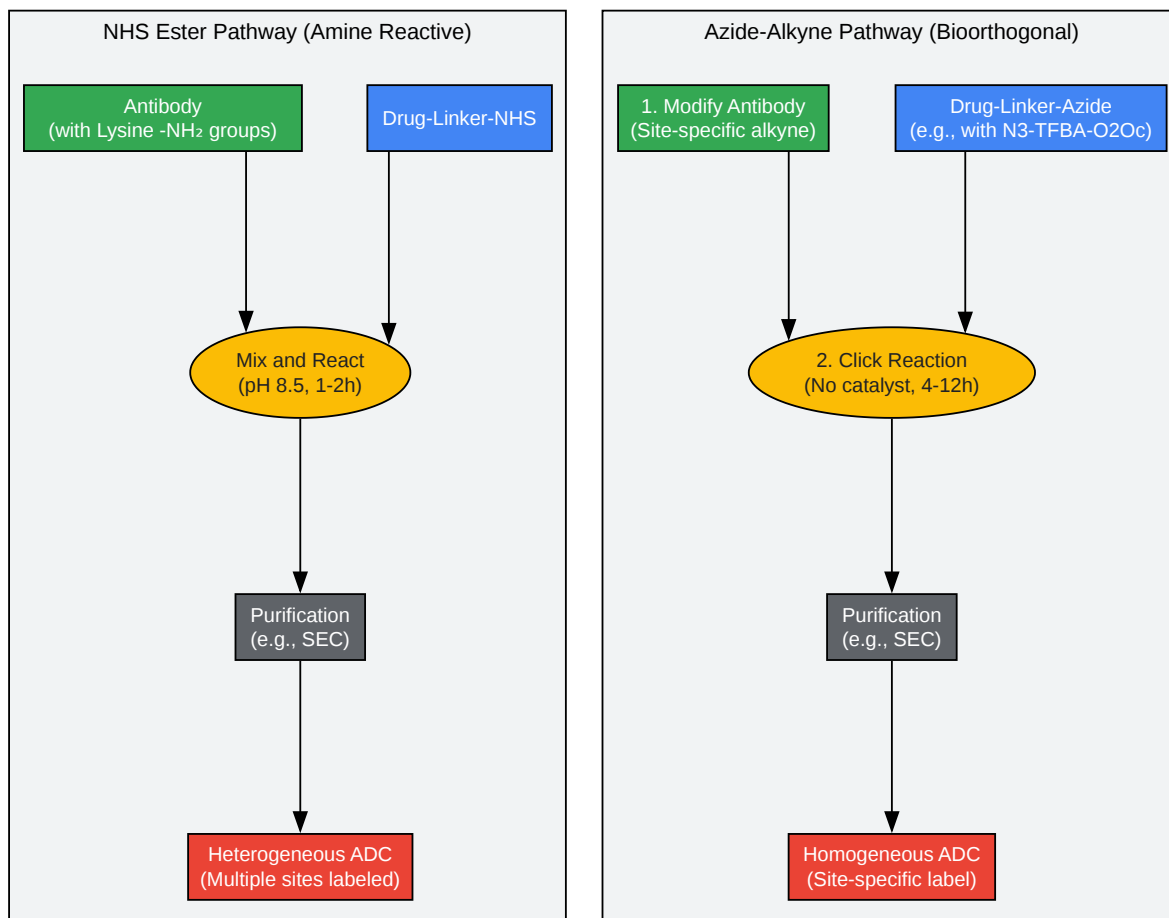 NHS Ester Pathway (Amine Reactive)
Antibody
(with Lysine -NH₂ groups)
Drug-Linker-NHS
Mix and React
(pH 8.5, 1-2h)
Purification
(e.g., SEC)
Heterogeneous ADC
(Multiple sites labeled)
Azide-Alkyne Pathway (Bioorthogonal)
1. Modify Antibody
(Site-specific alkyne)
Drug-Linker-Azide
(e.g., with N3-TFBA-O2Oc)
2. Click Reaction
(No catalyst, 4-12h)
Purification
(e.g., SEC)
Homogeneous ADC
(Site-specific label)